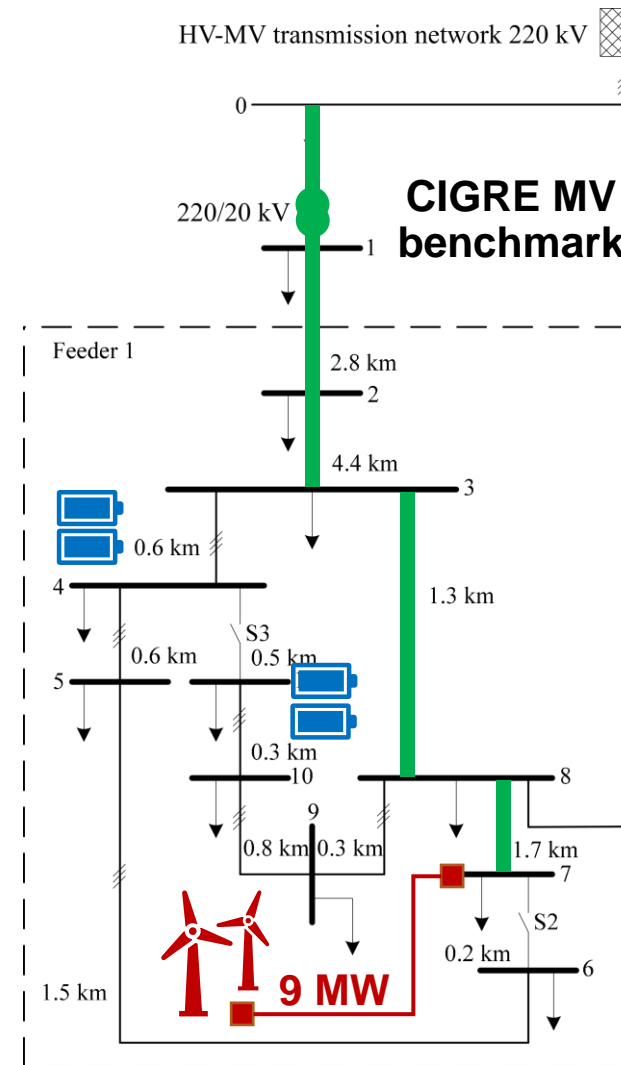 HV-MV transmission network 220 kV
0
220/20 kV
CIGRE MV
benchmark
1
Feeder 1
2.8 km
2
4.4 km
3
0.6 km
4
1.3 km
S3
0.6 km
0.5 km
5
0.3 km
10
8
9
0.8 km
0.3 km
1.7 km
7
S2
0.2 km
6
9 MW
1.5 km